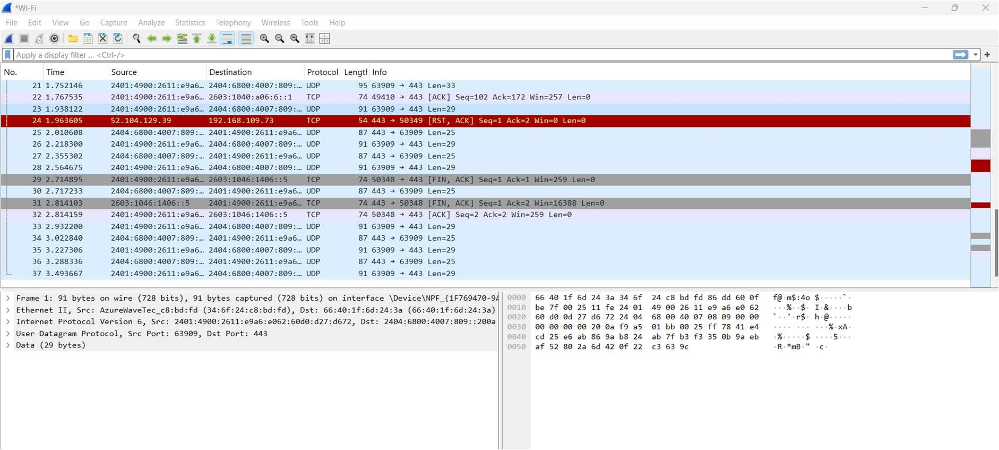 *Wi-Fi
File Edit View Go Capture Analyze Statistics Telephony Wireless Tools Help
Apply a display filter ... <Ctrl-/>
No. Time Source Destination Protocol Length Info
21 1.752146 2401:4900:2611:e9a6… 2404:6800:4007:809:… UDP 95 63909 → 443 Len=33
22 1.767535 2401:4900:2611:e9a6… 2603:1040:a06:6::1 TCP 74 49410 → 443 [ACK] Seq=102 Ack=172 Win=257 Len=0
23 1.938122 2401:4900:2611:e9a6… 2404:6800:4007:809:… UDP 91 63909 → 443 Len=29
24 1.963605 52.104.129.39 192.168.109.73 TCP 54 443 → 50349 [RST, ACK] Seq=1 Ack=2 Win=0 Len=0
25 2.010608 2404:6800:4007:809:… 2401:4900:2611:e9a6… UDP 87 443 → 63909 Len=25
26 2.218300 2401:4900:2611:e9a6… 2404:6800:4007:809:… UDP 91 63909 → 443 Len=29
27 2.355302 2404:6800:4007:809:… 2401:4900:2611:e9a6… UDP 87 443 → 63909 Len=25
28 2.564675 2401:4900:2611:e9a6… 2404:6800:4007:809:… UDP 91 63909 → 443 Len=29
29 2.714895 2401:4900:2611:e9a6… 2603:1046:1406::5 TCP 74 50348 → 443 [FIN, ACK] Seq=1 Ack=1 Win=259 Len=0
30 2.717233 2404:6800:4007:809:… 2401:4900:2611:e9a6… UDP 87 443 → 63909 Len=25
31 2.814103 2603:1046:1406::5 2401:4900:2611:e9a6… TCP 74 443 → 50348 [FIN, ACK] Seq=1 Ack=2 Win=16388 Len=0
32 2.814159 2401:4900:2611:e9a6… 2603:1046:1406::5 TCP 74 50348 → 443 [ACK] Seq=2 Ack=2 Win=259 Len=0
33 2.932200 2401:4900:2611:e9a6… 2404:6800:4007:809:… UDP 91 63909 → 443 Len=29
34 3.022840 2404:6800:4007:809:… 2401:4900:2611:e9a6… UDP 87 443 → 63909 Len=25
35 3.227306 2401:4900:2611:e9a6… 2404:6800:4007:809:… UDP 91 63909 → 443 Len=29
36 3.288336 2404:6800:4007:809:… 2401:4900:2611:e9a6… UDP 87 443 → 63909 Len=25
37 3.493667 2401:4900:2611:e9a6… 2404:6800:4007:809:… UDP 91 63909 → 443 Len=29
Frame 1: 91 bytes on wire (728 bits), 91 bytes captured (728 bits) on interface \Device\NPF_{1F769470-9A
Ethernet II, Src: AzureWaveTec_c8:bd:fd (34:6f:24:c8:bd:fd), Dst: 66:40:1f:6d:24:3a (66:40:1f:6d:24:3a)
Internet Protocol Version 6, Src: 2401:4900:2611:e9a6:e062:60d0:d27:d672, Dst: 2404:6800:4007:809::200a
User Datagram Protocol, Src Port: 63909, Dst Port: 443
Data (29 bytes)
0000 66 40 1f 6d 24 3a 34 6f 24 c8 bd fd 86 dd 60 0f f@·m$:4o $·····`·
0010 be 7f 00 25 11 fe 24 01 49 00 26 11 e9 a6 e0 62 ···%··$· I·&····b
0020 60 d0 0d 27 d6 72 24 04 68 00 40 07 08 09 00 00 `··'·r$· h·@·····
0030 00 00 00 00 20 0a f9 a5 01 bb 00 25 ff 78 41 e4 ···· ··· ···%·xA·
0040 cd 25 e6 ab 86 9a b8 24 ab 7f b3 f3 35 0b 9a eb ·%·····$ ····5···
0050 af 52 80 2a 6d 42 0f 22 c3 63 9c ·R·*mB·" ·c·